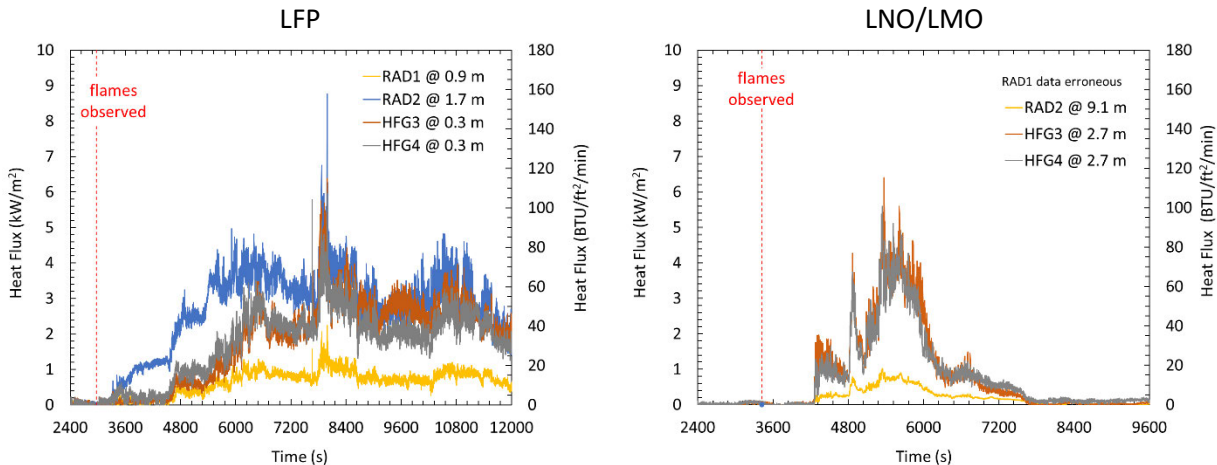 LFP
10
9
8
7
6
5
4
3
2
1
0
Heat Flux (kW/m²)
flames
observed
RAD1 @ 0.9 m
RAD2 @ 1.7 m
HFG3 @ 0.3 m
HFG4 @ 0.3 m
180
160
140
120
100
80
60
40
20
0
Heat Flux (BTU/ft²/min)
2400 3600 4800 6000 7200 8400 9600 10800 12000
Time (s)
LNO/LMO
10
9
8
7
6
5
4
3
2
1
0
Heat Flux (kW/m²)
flames
observed
RAD1 data erroneous
RAD2 @ 9.1 m
HFG3 @ 2.7 m
HFG4 @ 2.7 m
180
160
140
120
100
80
60
40
20
0
Heat Flux (BTU/ft²/min)
2400 3600 4800 6000 7200 8400 9600
Time (s)